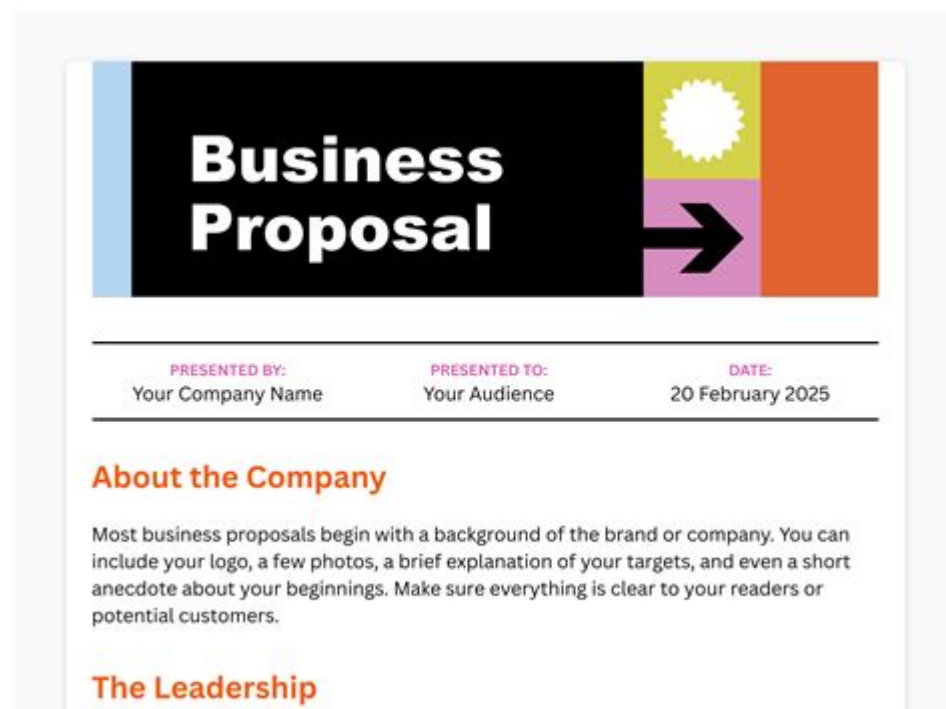 Business
Proposal
PRESENTED BY:
Your Company Name
PRESENTED TO:
Your Audience
DATE:
20 February 2025
About the Company
Most business proposals begin with a background of the brand or company. You can
include your logo, a few photos, a brief explanation of your targets, and even a short
anecdote about your beginnings. Make sure everything is clear to your readers or
potential customers.
The Leadership